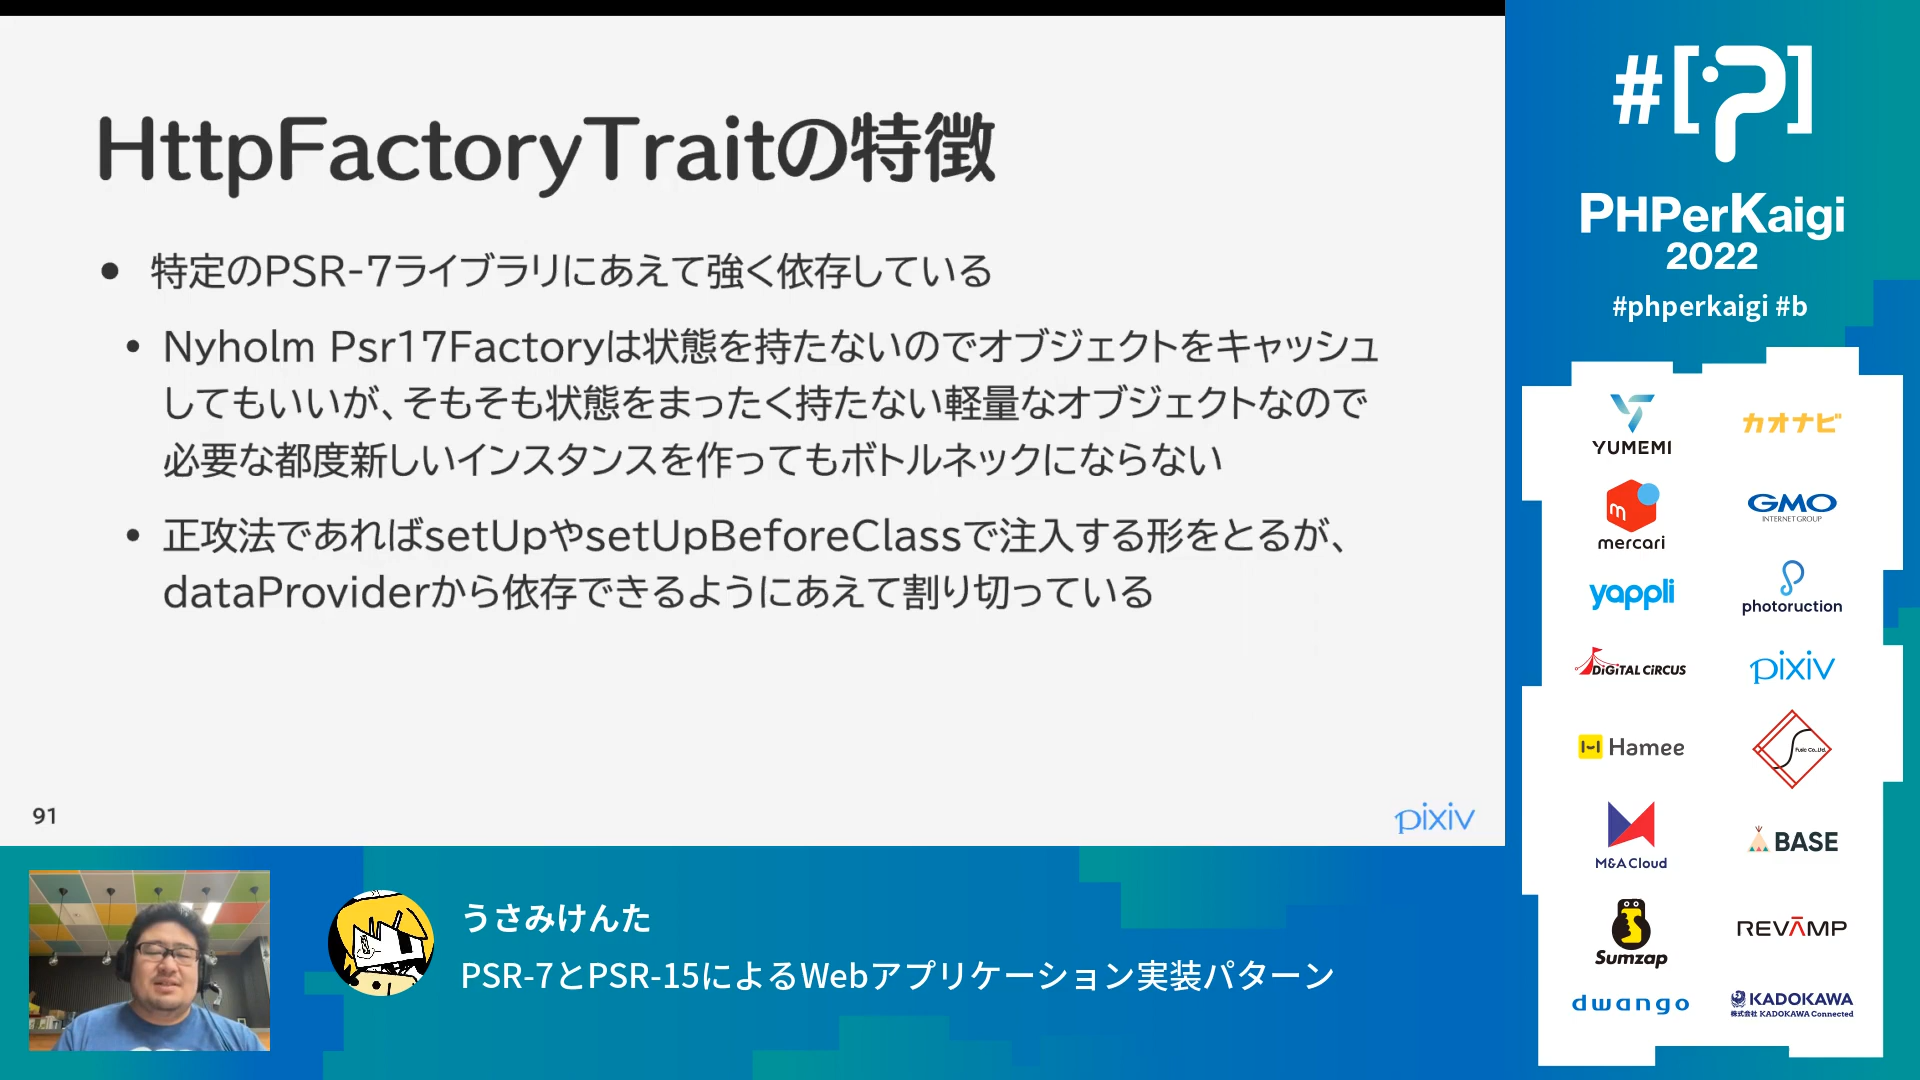 HttpFactoryTraitの特徴
• 特定のPSR-7ライブラリにあえて強く依存している
• Nyholm Psr17Factoryは状態を持たないのでオブジェクトをキャッシュ
してもいいが、そもそも状態をまったく持たない軽量なオブジェクトなので
必要な都度新しいインスタンスを作ってもボトルネックにならない
• 正攻法であればsetUpやsetUpBeforeClassで注入する形をとるが、
dataProviderから依存できるようにあえて割り切っている
91
pixiv
うさみけんた
PSR-7とPSR-15によるWebアプリケーション実装パターン
#[P]
PHPerKaigi
2022
#phperkaigi #b
YUMEMI
カオナビ
mercari
GMO
INTERNET GROUP
yappli
photoruction
DiGiTAL CiRCUS
pixiv
Hamee
Fusic Co.,Ltd.
M&A Cloud
BASE
Sumzap
REVAMP
dwango
KADOKAWA
株式会社 KADOKAWA Connected